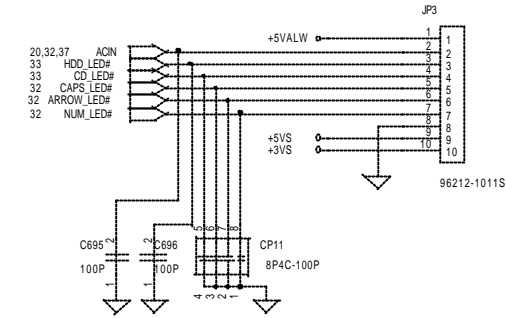 JP3
+5VALW 1 1
20,32,37 ACIN 2 2
33 HDD_LED# 3 3
33 CD_LED# 4 4
32 CAPS_LED# 5 5
32 ARROW_LED# 6 6
32 NUM_LED# 7 7
8 8
+5VS 9 9
+3VS 10 10
96212-1011S
5 6 7 8
C695 2 C696 2 CP11
100P 100P 8P4C-100P
1 1 4 3 2 1